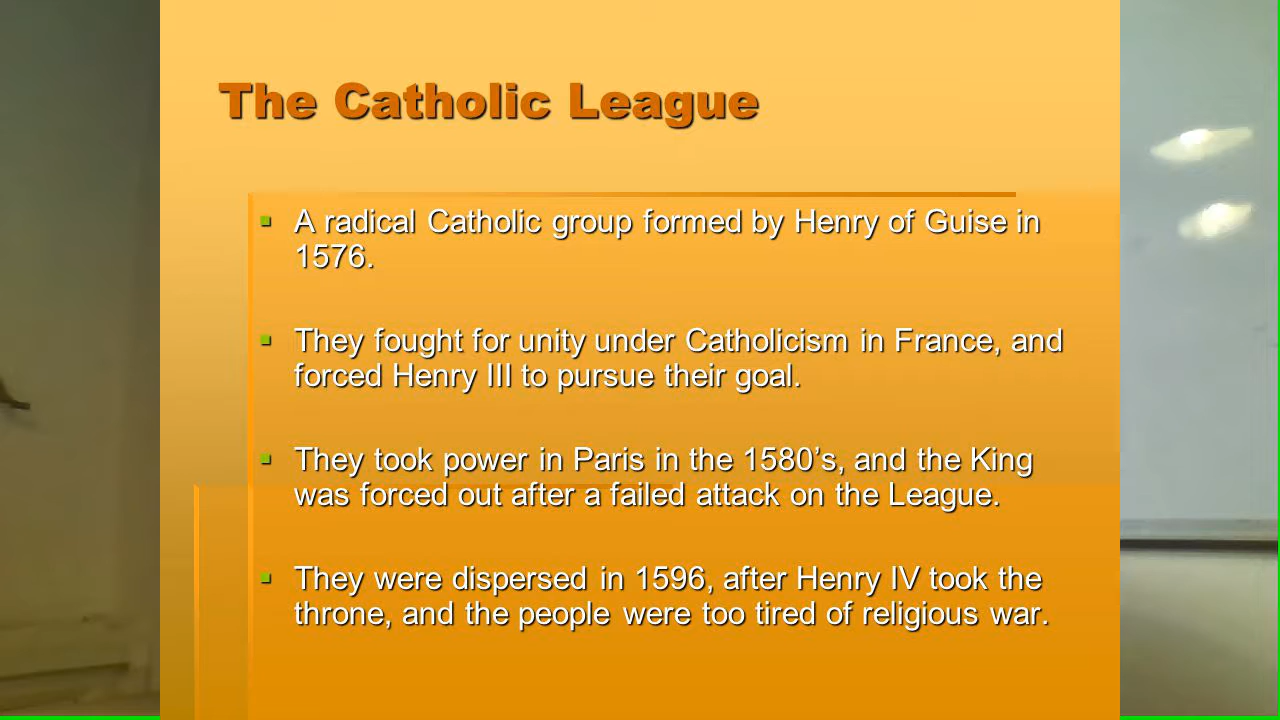 The Catholic League
A radical Catholic group formed by Henry of Guise in
1576.
They fought for unity under Catholicism in France, and
forced Henry III to pursue their goal.
They took power in Paris in the 1580’s, and the King
was forced out after a failed attack on the League.
They were dispersed in 1596, after Henry IV took the
throne, and the people were too tired of religious war.